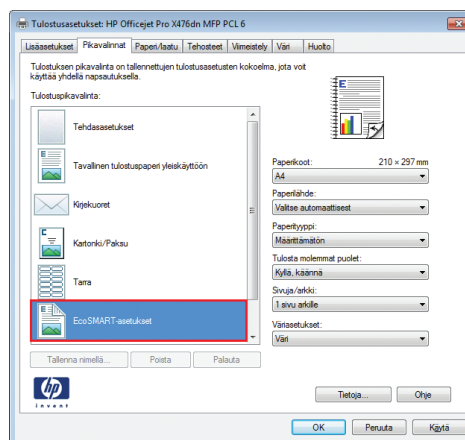 Tulostusasetukset: HP Officejet Pro X476dn MFP PCL 6
Lisäasetukset Pikavalinnat Paperi/laatu Tehosteet Viimeistely Väri Huolto
Tulostuksen pikavalinta on tallennettujen tulostusasetusten kokoelma, jota voit
käyttää yhdellä napsautuksella.
Tulostuspikavalinta:
Tehdasasetukset
Tavallinen tulostuspaperi yleiskäyttöön
Kirjekuoret
Kartonki/Paksu
Tarra
EcoSMART-asetukset
Tallenna nimellä... Poista Palauta
Paperikoot: 210 × 297 mm
A4
Paperilähde:
Valitse automaattisesti
Paperityyppi:
Määrittämätön
Tulosta molemmat puolet:
Kyllä, käännä
Sivuja/arkki:
1 sivu arkille
Väriasetukset:
Väri
hp
invent
Tietoja... Ohje
OK Peruuta Käytä